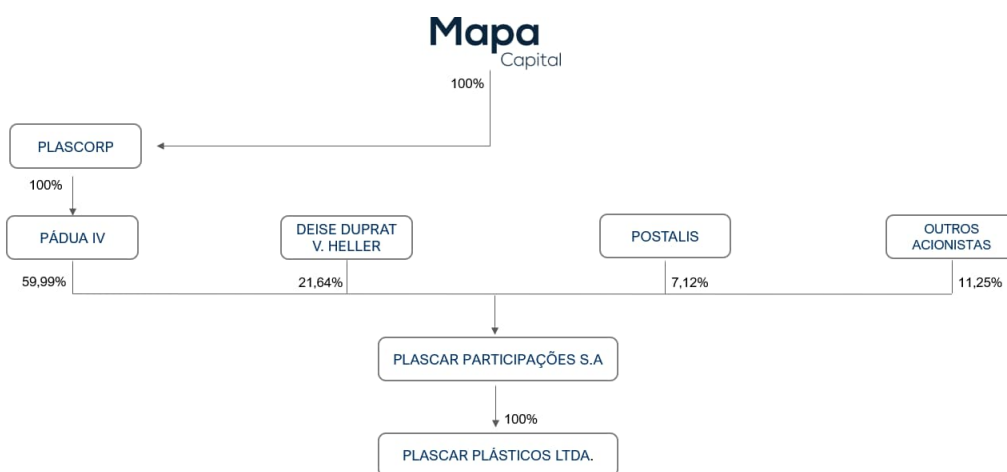 Mapa
Capital
100%
PLASCORP
100%
PÁDUA IV
DEISE DUPRAT
V. HELLER
POSTALIS
OUTROS
ACIONISTAS
59,99%
21,64%
7,12%
11,25%
PLASCAR PARTICIPAÇÕES S.A
100%
PLASCAR PLÁSTICOS LTDA.